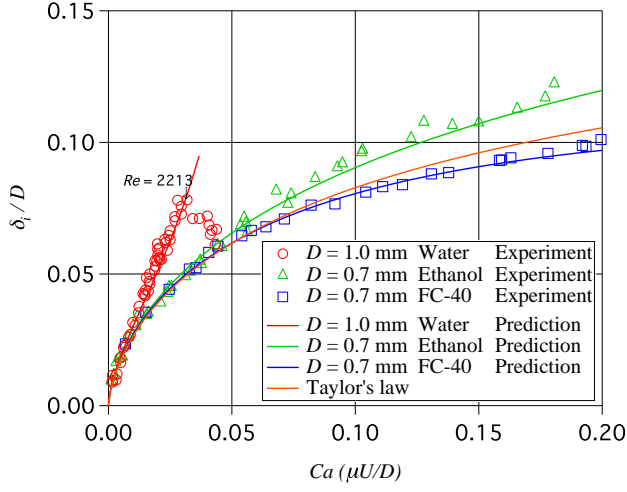 0.15
0.10
0.05
0.00
δi / D
Re = 2213
D = 1.0 mm Water Experiment
D = 0.7 mm Ethanol Experiment
D = 0.7 mm FC-40 Experiment
D = 1.0 mm Water Prediction
D = 0.7 mm Ethanol Prediction
D = 0.7 mm FC-40 Prediction
Taylor's law
0.00 0.05 0.10 0.15 0.20
Ca (μU/D)